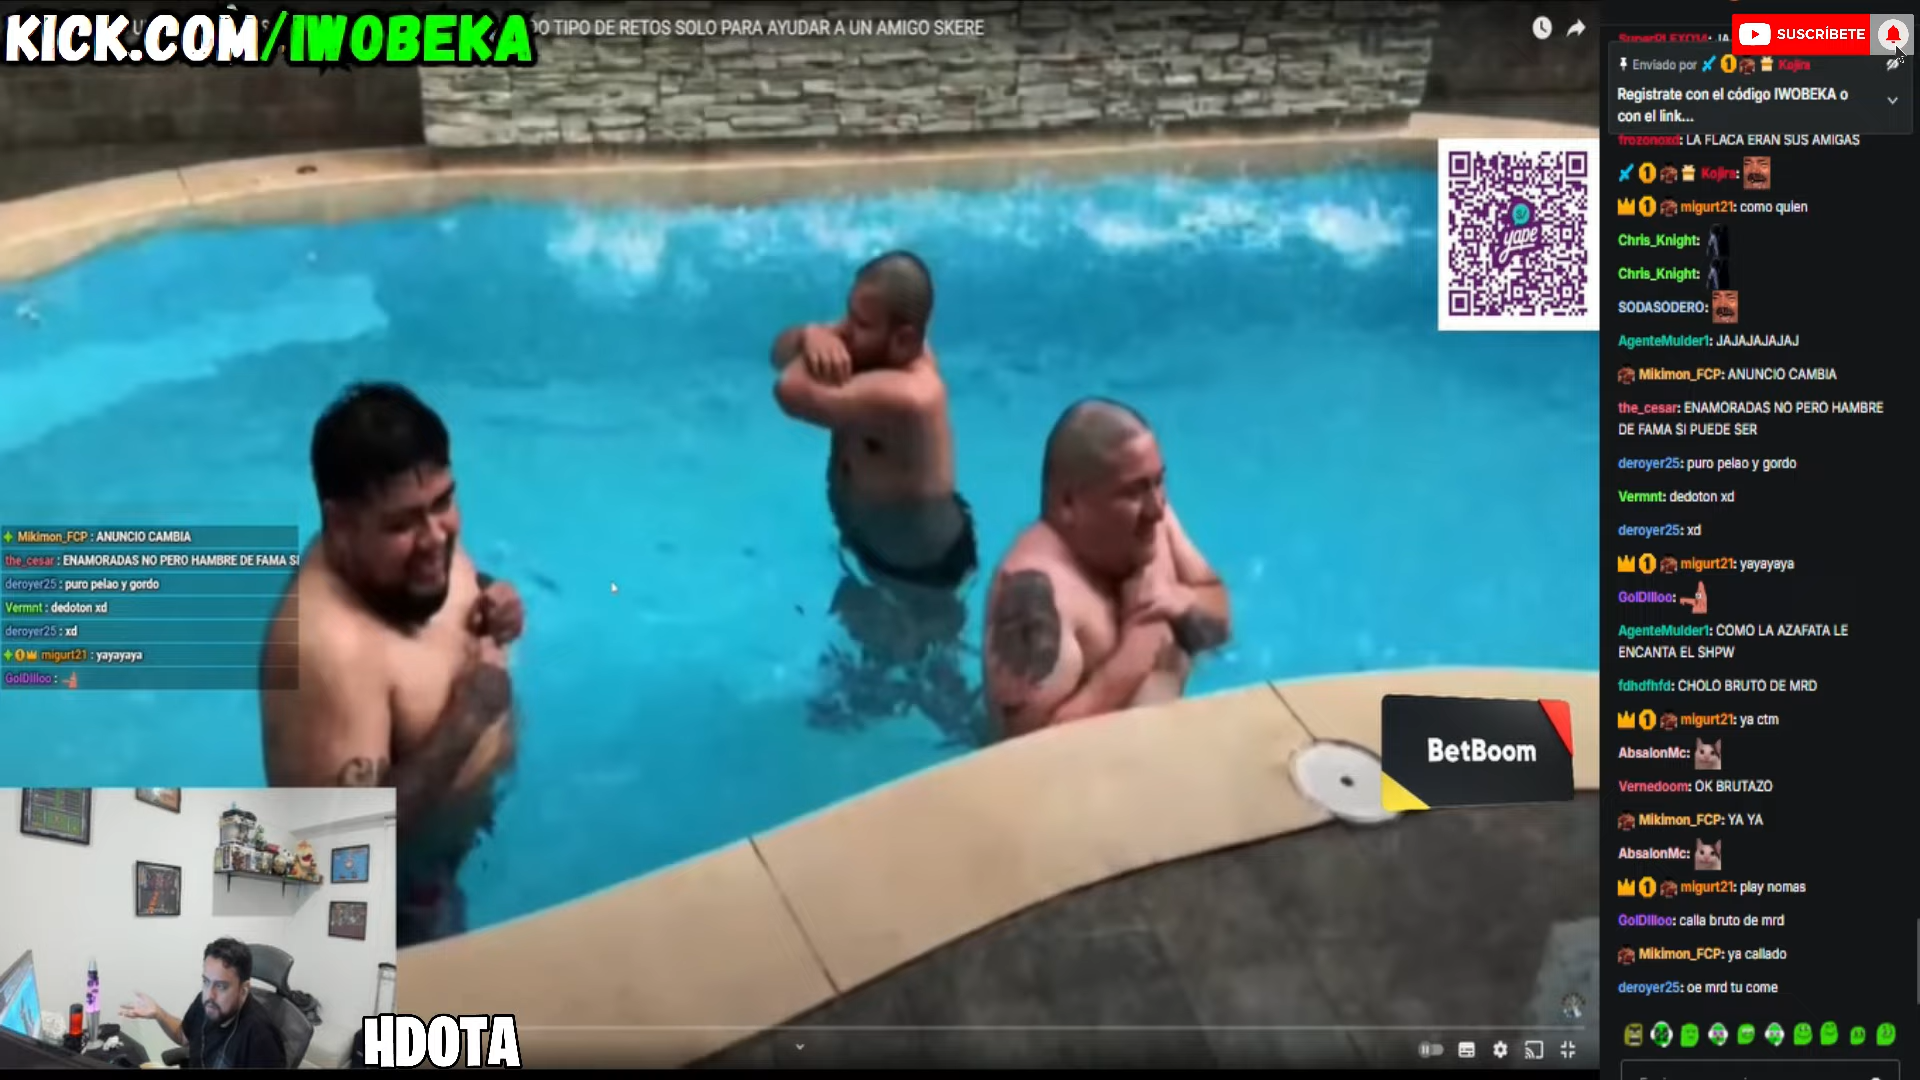 KICK.COM/IWOBEKA
DO TIPO DE RETOS SOLO PARA AYUDAR A UN AMIGO SKERE
SUSCRÍBETE
Enviado por Kojira
Registrate con el código IWOBEKA o
con el link...
frozonoxd: LA FLACA ERAN SUS AMIGAS
Kojira:
migurt21: como quien
Chris_Knight:
Chris_Knight:
SODASODERO:
AgenteMulder1: JAJAJAJAJAJ
Mikimon_FCP: ANUNCIO CAMBIA
the_cesar: ENAMORADAS NO PERO HAMBRE
DE FAMA SI PUEDE SER
deroyer25: puro pelao y gordo
Vermnt: dedoton xd
deroyer25: xd
migurt21: yayayaya
GolDIlloo:
AgenteMulder1: COMO LA AZAFATA LE
ENCANTA EL SHPW
fdhdfhfd: CHOLO BRUTO DE MRD
migurt21: ya ctm
AbsalonMc:
Vernedoom: OK BRUTAZO
Mikimon_FCP: YA YA
AbsalonMc:
migurt21: play nomas
GolDIlloo: calla bruto de mrd
Mikimon_FCP: ya callado
deroyer25: oe mrd tu come
yape
Mikimon_FCP : ANUNCIO CAMBIA
the_cesar : ENAMORADAS NO PERO HAMBRE DE FAMA SI
deroyer25 : puro pelao y gordo
Vermnt : dedoton xd
deroyer25 : xd
migurt21 : yayayaya
GolDIlloo :
BetBoom
HDOTA